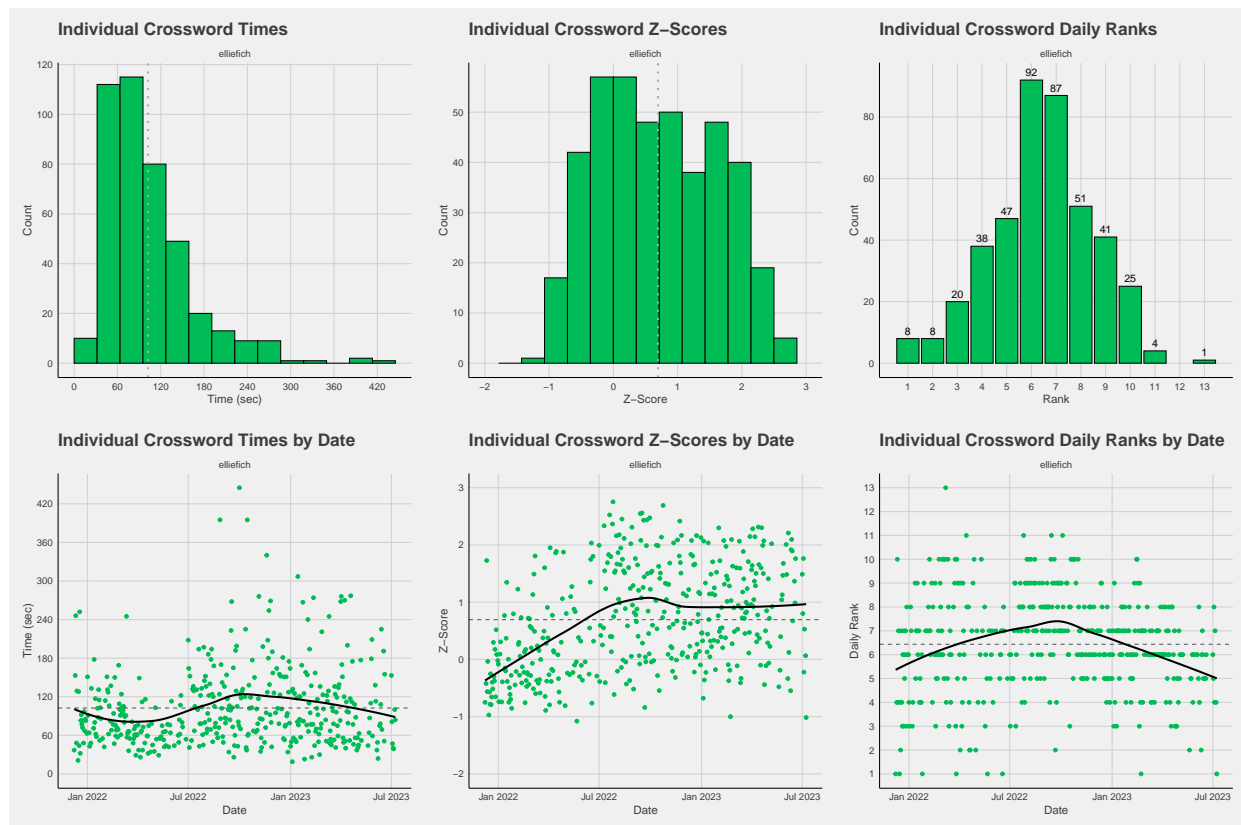 Individual Crossword Times
elliefich
120
100
80
60
40
20
0
Count
0 60 120 180 240 300 360 420
Time (sec)
Individual Crossword Z−Scores
elliefich
50
40
30
20
10
0
Count
−2 −1 0 1 2 3
Z−Score
Individual Crossword Daily Ranks
elliefich
80
60
40
20
0
Count
8 8 20 38 47 92 87 51 41 25 4 1
1 2 3 4 5 6 7 8 9 10 11 12 13
Rank
Individual Crossword Times by Date
elliefich
420
360
300
240
180
120
60
0
Time (sec)
Jan 2022 Jul 2022 Jan 2023 Jul 2023
Date
Individual Crossword Z−Scores by Date
elliefich
3
2
1
0
−1
−2
Z−Score
Jan 2022 Jul 2022 Jan 2023 Jul 2023
Date
Individual Crossword Daily Ranks by Date
elliefich
13
12
11
10
9
8
7
6
5
4
3
2
1
Daily Rank
Jan 2022 Jul 2022 Jan 2023 Jul 2023
Date